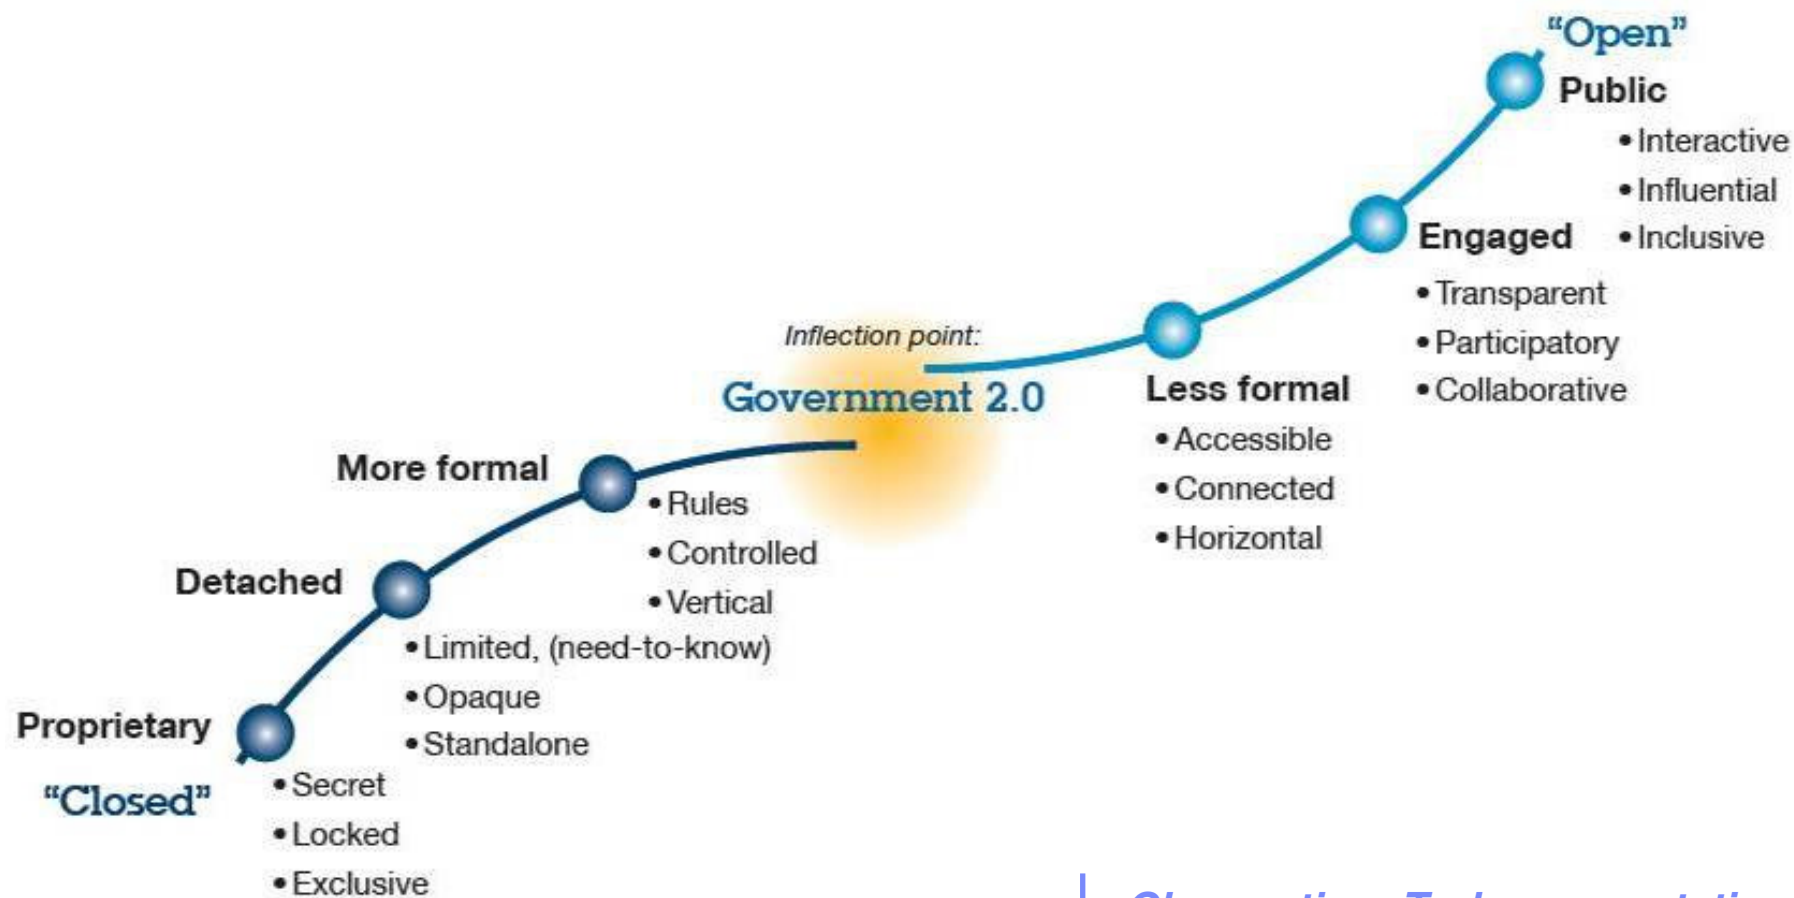 “Open”
Public
• Interactive
• Influential
• Inclusive
Engaged
• Transparent
• Participatory
• Collaborative
Inflection point:
Government 2.0
Less formal
• Accessible
• Connected
• Horizontal
More formal
• Rules
• Controlled
• Vertical
Detached
• Limited, (need-to-know)
• Opaque
• Standalone
Proprietary
“Closed”
• Secret
• Locked
• Exclusive